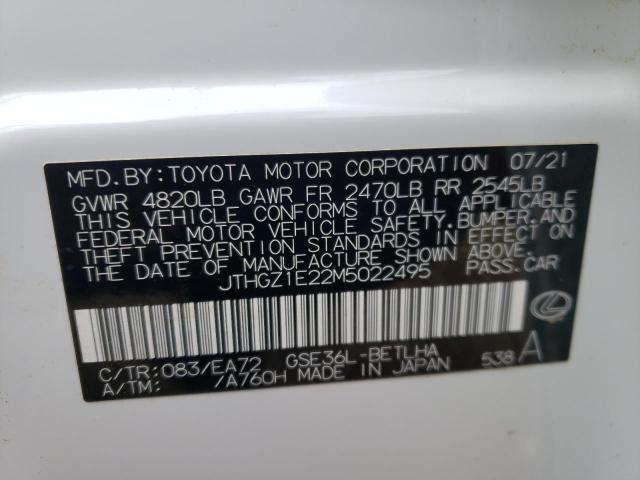 MFD.BY:TOYOTA MOTOR CORPORATION 07/21
GVWR 4820LB GAWR FR 2470LB RR 2545LB
THIS VEHICLE CONFORMS TO ALL APPLICABLE
FEDERAL MOTOR VEHICLE SAFETY,BUMPER,AND
THEFT PREVENTION STANDARDS IN EFFECT ON
THE DATE OF MANUFACTURE SHOWN ABOVE.
JTHGZ1E22M5022495 PASS.CAR
C/TR:083/EA72 GSE36L-BETLHA
A/TM: /A760H MADE IN JAPAN 538 A